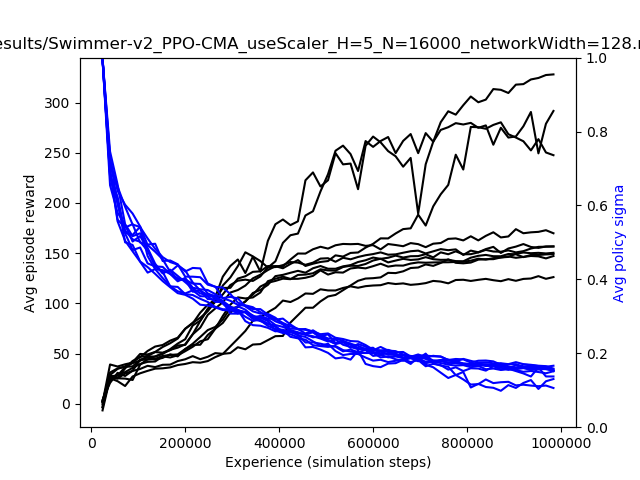 esults/Swimmer-v2_PPO-CMA_useScaler_H=5_N=16000_networkWidth=128.
Avg episode reward
300
250
200
150
100
50
0
0 200000 400000 600000 800000 1000000
Experience (simulation steps)
1.0
0.8
0.6
0.4
0.2
0.0
Avg policy sigma